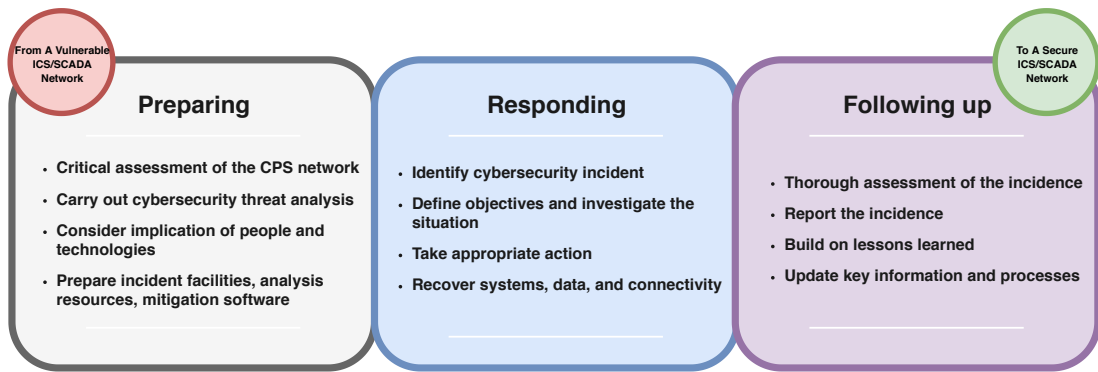 From A Vulnerable
ICS/SCADA
Network
To A Secure
ICS/SCADA
Network
Preparing
• Critical assessment of the CPS network
• Carry out cybersecurity threat analysis
• Consider implication of people and
technologies
• Prepare incident facilities, analysis
resources, mitigation software
Responding
• Identify cybersecurity incident
• Define objectives and investigate the
situation
• Take appropriate action
• Recover systems, data, and connectivity
Following up
• Thorough assessment of the incidence
• Report the incidence
• Build on lessons learned
• Update key information and processes